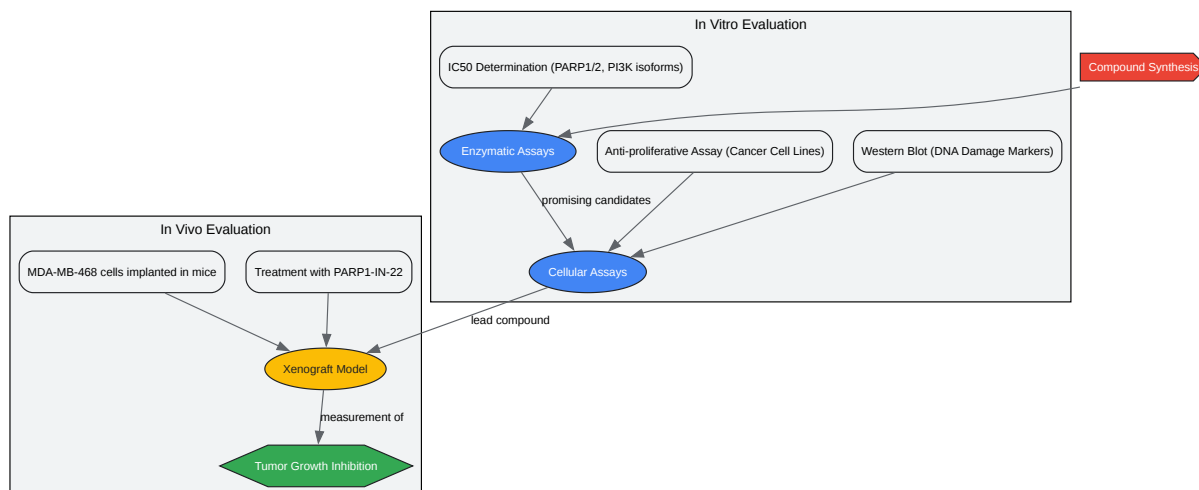 In Vitro Evaluation
IC50 Determination (PARP1/2, PI3K isoforms)
Compound Synthesis
Enzymatic Assays
Anti-proliferative Assay (Cancer Cell Lines)
Western Blot (DNA Damage Markers)
promising candidates
In Vivo Evaluation
MDA-MB-468 cells implanted in mice
Treatment with PARP1-IN-22
Cellular Assays
lead compound
Xenograft Model
measurement of
Tumor Growth Inhibition